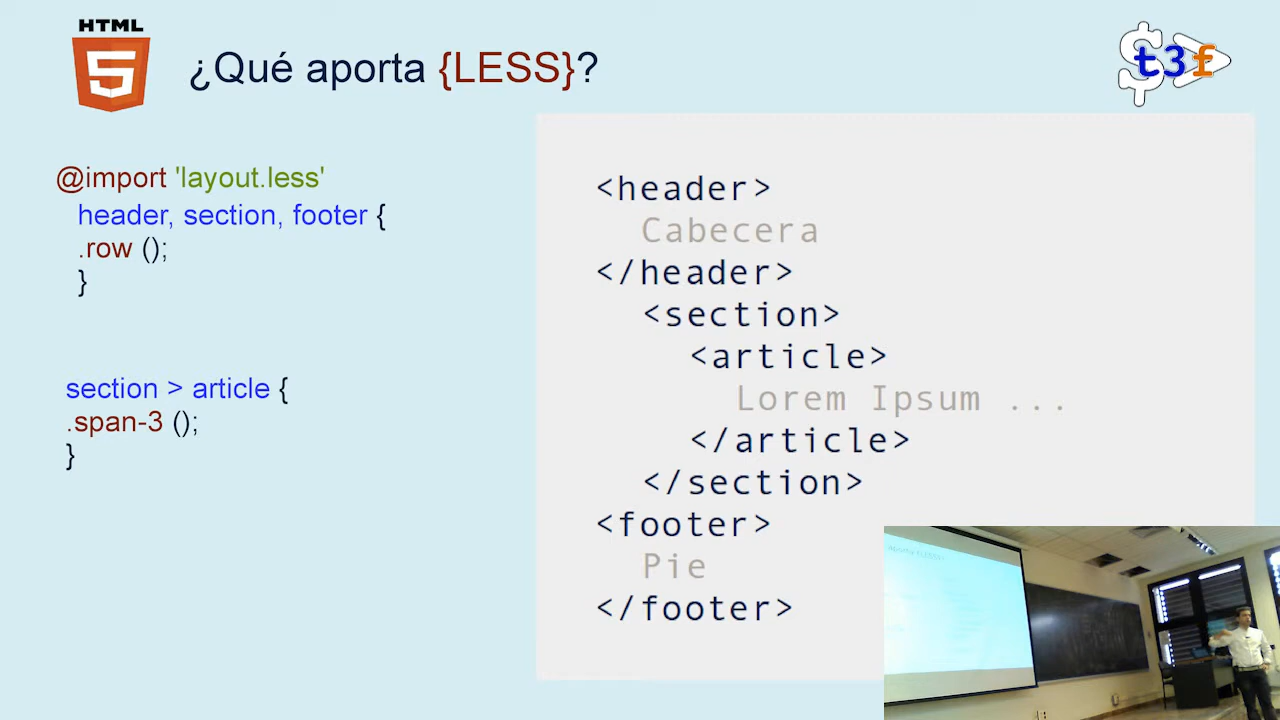 HTML
5
¿Qué aporta {LESS}?
t3f
@import 'layout.less'
header, section, footer {
.row ();
}
section > article {
.span-3 ();
}
<header>
Cabecera
</header>
<section>
<article>
Lorem Ipsum ...
</article>
</section>
<footer>
Pie
</footer>